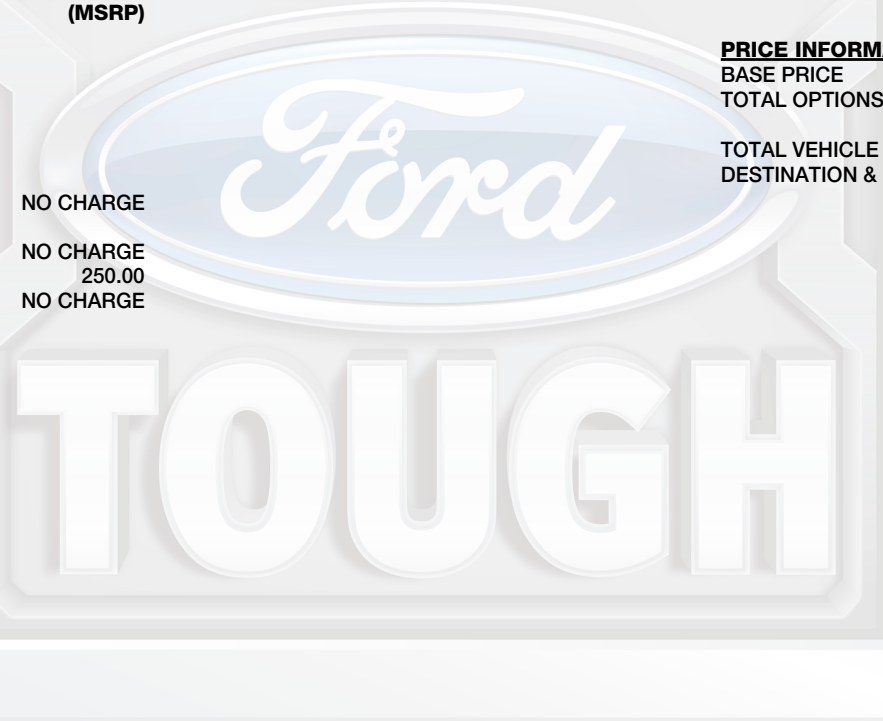 (MSRP)
NO CHARGE
NO CHARGE
250.00
NO CHARGE
PRICE INFORMA
BASE PRICE
TOTAL OPTIONS
TOTAL VEHICLE
DESTINATION &
Ford
TOUGH